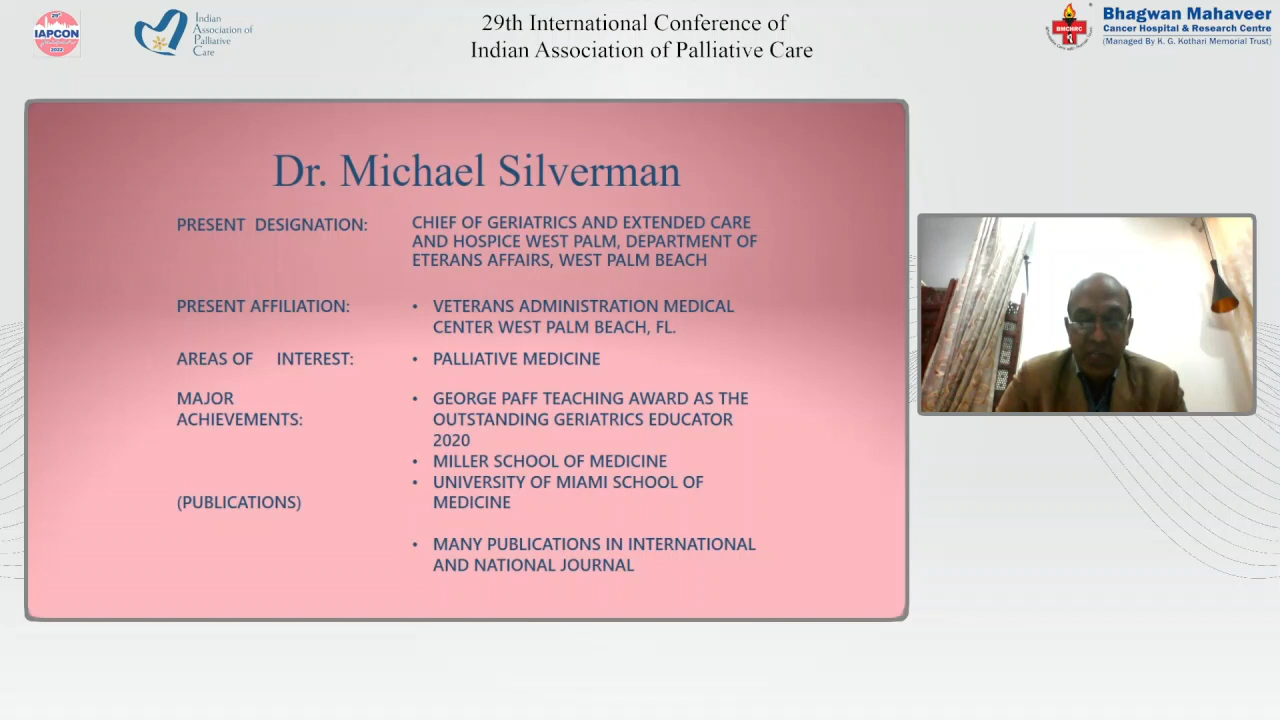 29th
IAPCON
2022
Indian
Association of
Palliative
Care
29th International Conference of
Indian Association of Palliative Care
BMCHRC
Bhagwan Mahaveer
Cancer Hospital & Research Centre
(Managed By K. G. Kothari Memorial Trust)
Dr. Michael Silverman
PRESENT DESIGNATION:
CHIEF OF GERIATRICS AND EXTENDED CARE
AND HOSPICE WEST PALM, DEPARTMENT OF
ETERANS AFFAIRS, WEST PALM BEACH
PRESENT AFFILIATION:
• VETERANS ADMINISTRATION MEDICAL
CENTER WEST PALM BEACH, FL.
AREAS OF INTEREST:
• PALLIATIVE MEDICINE
MAJOR
ACHIEVEMENTS:
• GEORGE PAFF TEACHING AWARD AS THE
OUTSTANDING GERIATRICS EDUCATOR
2020
• MILLER SCHOOL OF MEDICINE
• UNIVERSITY OF MIAMI SCHOOL OF
MEDICINE
(PUBLICATIONS)
• MANY PUBLICATIONS IN INTERNATIONAL
AND NATIONAL JOURNAL